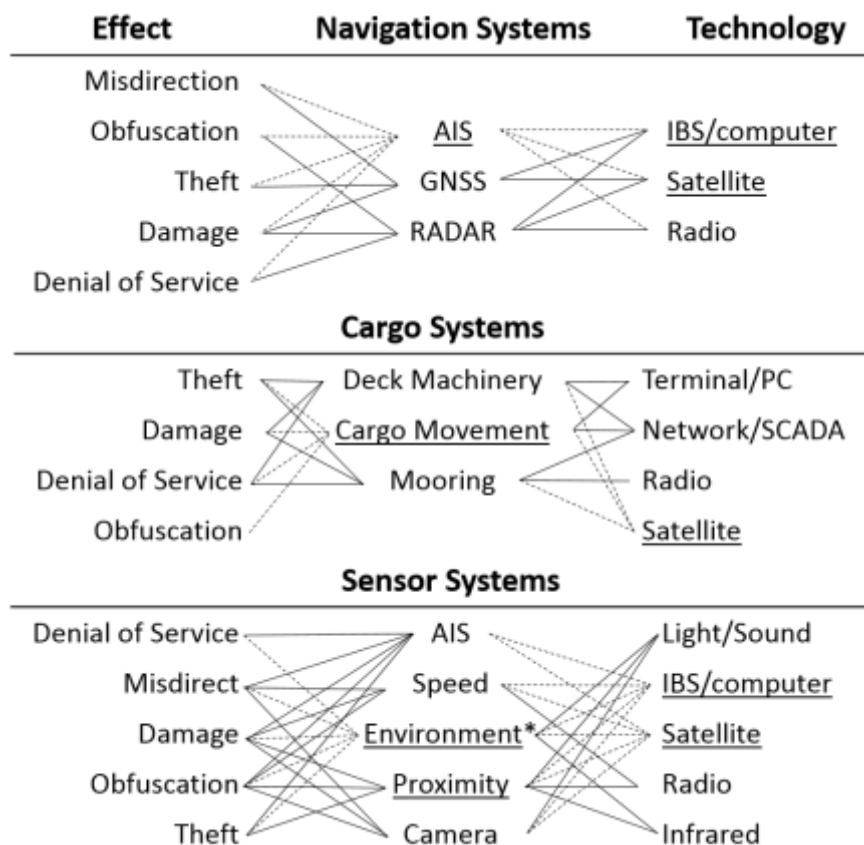 Effect Navigation Systems Technology
Misdirection
Obfuscation AIS IBS/computer
Theft GNSS Satellite
Damage RADAR Radio
Denial of Service
Cargo Systems
Theft Deck Machinery Terminal/PC
Damage Cargo Movement Network/SCADA
Denial of Service Mooring Radio
Obfuscation Satellite
Sensor Systems
Denial of Service AIS Light/Sound
Misdirect Speed IBS/computer
Damage Environment* Satellite
Obfuscation Proximity Radio
Theft Camera Infrared